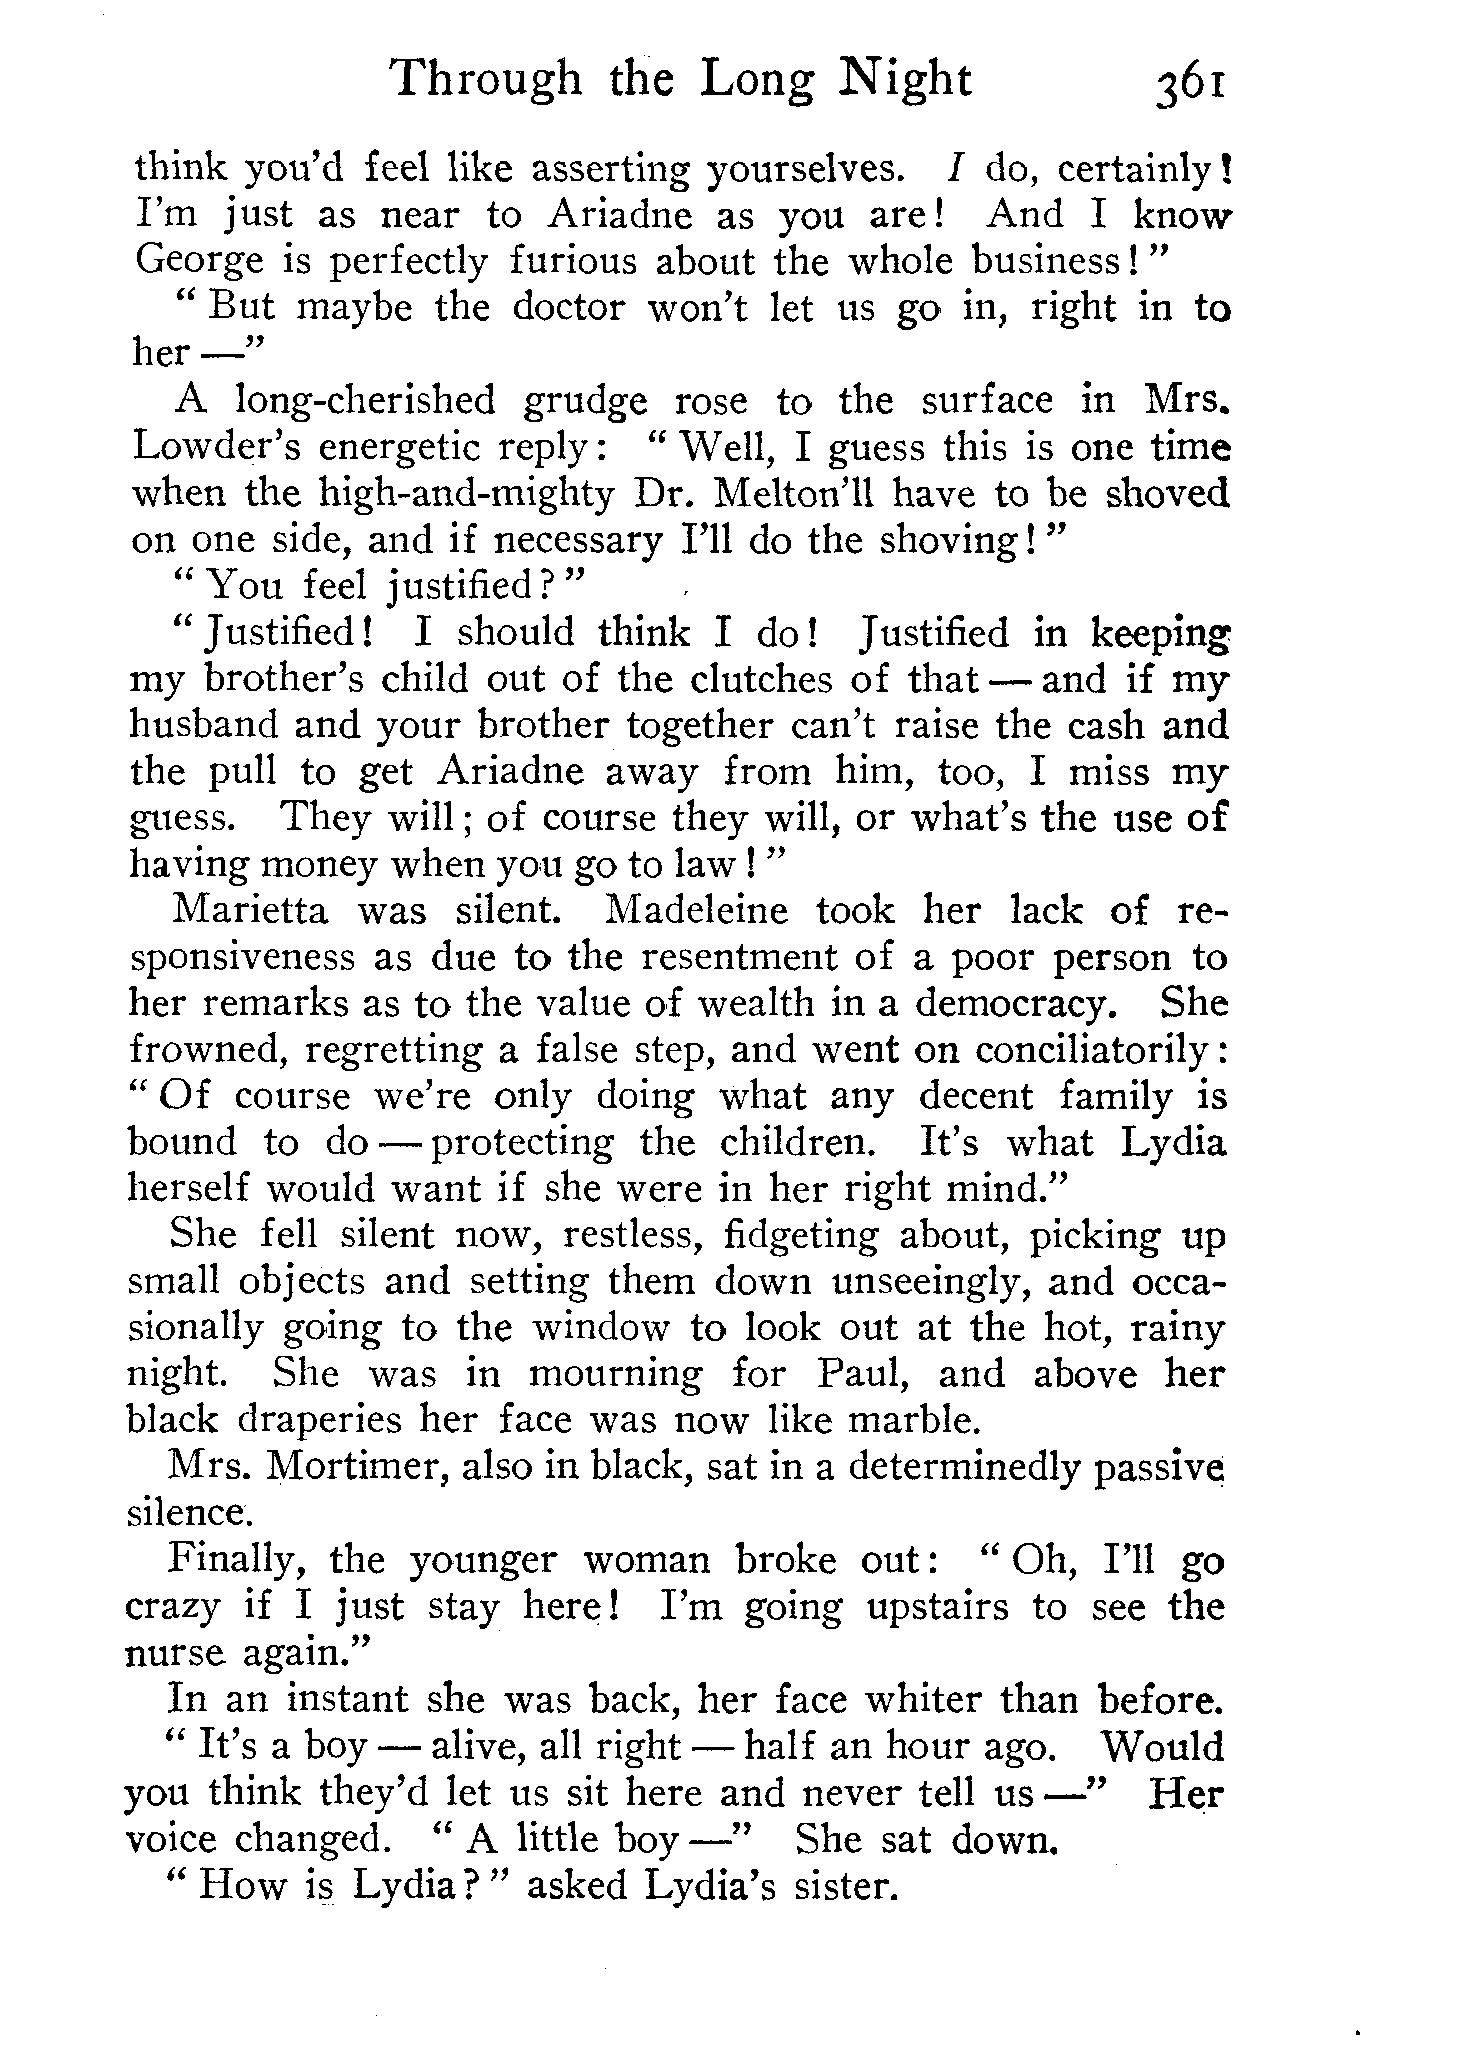 Through the Long Night 361
think you'd feel like asserting yourselves. I do, certainly!
I'm just as near to Ariadne as you are! And I know
George is perfectly furious about the whole business!"
"But maybe the doctor won't let us go in, right in to
her —"
A long-cherished grudge rose to the surface in Mrs.
Lowder's energetic reply: "Well, I guess this is one time
when the high-and-mighty Dr. Melton'll have to be shoved
on one side, and if necessary I'll do the shoving!"
"You feel justified?"
"Justified! I should think I do! Justified in keeping
my brother's child out of the clutches of that — and if my
husband and your brother together can't raise the cash and
the pull to get Ariadne away from him, too, I miss my
guess. They will; of course they will, or what's the use of
having money when you go to law!"
Marietta was silent. Madeleine took her lack of re-
sponsiveness as due to the resentment of a poor person to
her remarks as to the value of wealth in a democracy. She
frowned, regretting a false step, and went on conciliatorily:
"Of course we're only doing what any decent family is
bound to do — protecting the children. It's what Lydia
herself would want if she were in her right mind."
She fell silent now, restless, fidgeting about, picking up
small objects and setting them down unseeingly, and occa-
sionally going to the window to look out at the hot, rainy
night. She was in mourning for Paul, and above her
black draperies her face was now like marble.
Mrs. Mortimer, also in black, sat in a determinedly passive
silence.
Finally, the younger woman broke out: "Oh, I'll go
crazy if I just stay here! I'm going upstairs to see the
nurse again."
In an instant she was back, her face whiter than before.
"It's a boy — alive, all right — half an hour ago. Would
you think they'd let us sit here and never tell us —" Her
voice changed. "A little boy —" She sat down.
"How is Lydia?" asked Lydia's sister.